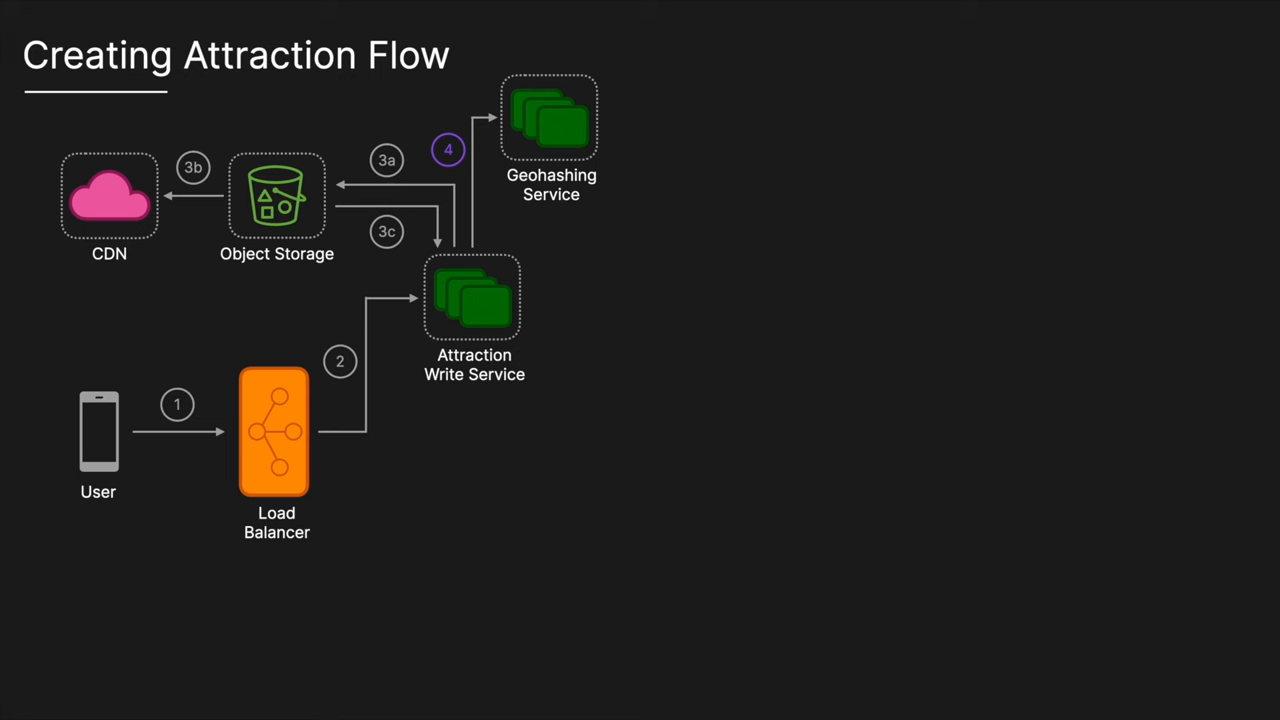 Creating Attraction Flow
4
Geohashing
Service
3a
3b
3c
CDN
Object Storage
2
Attraction
Write Service
1
User
Load
Balancer